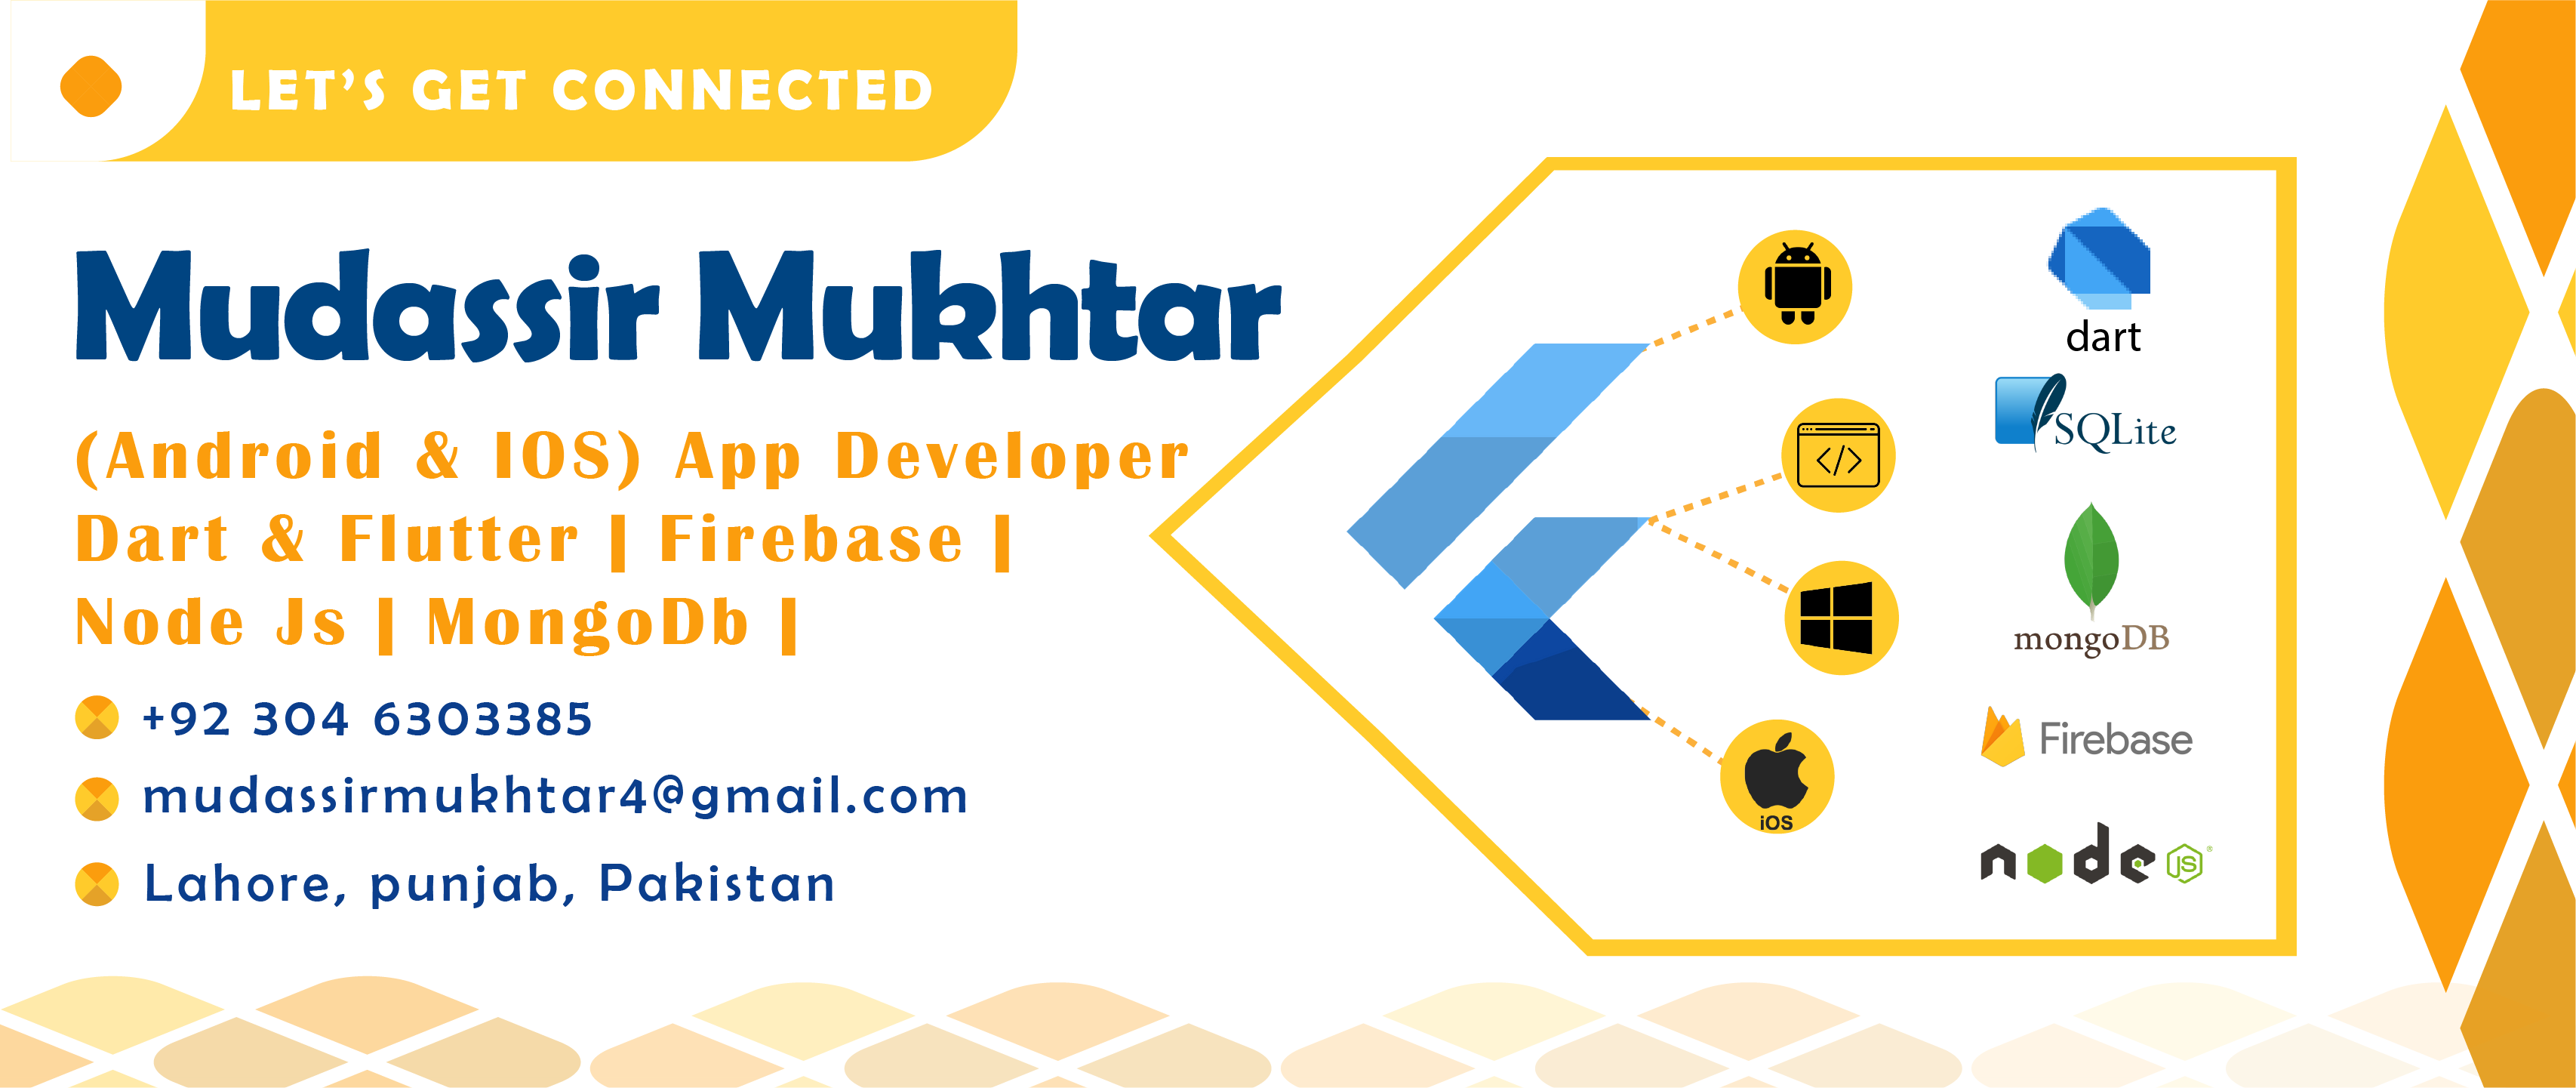 LET'S GET CONNECTED
Mudassir Mukhtar
(Android & IOS) App Developer
Dart & Flutter | Firebase |
Node Js | MongoDb |
+92 304 6303385
mudassirmukhtar4@gmail.com
Lahore, punjab, Pakistan
</>
iOS
dart
SQLite
mongoDB
Firebase
node JS®